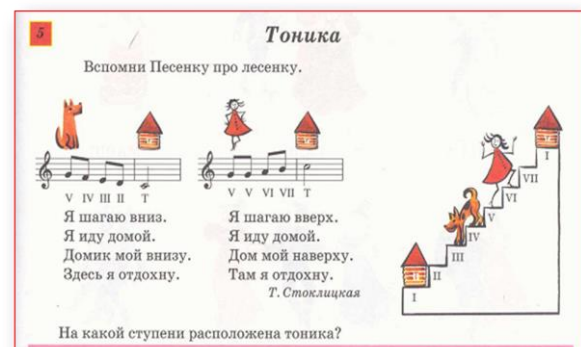 5
Тоника
Вспомни Песенку про лесенку.
V IV III II T
V V VI VII T
Я шагаю вниз.
Я иду домой.
Домик мой внизу.
Здесь я отдохну.
Я шагаю вверх.
Я иду домой.
Дом мой наверху.
Там я отдохну.
Т. Стоклицкая
I
VII
VI
V
IV
III
II
I
На какой ступени расположена тоника?